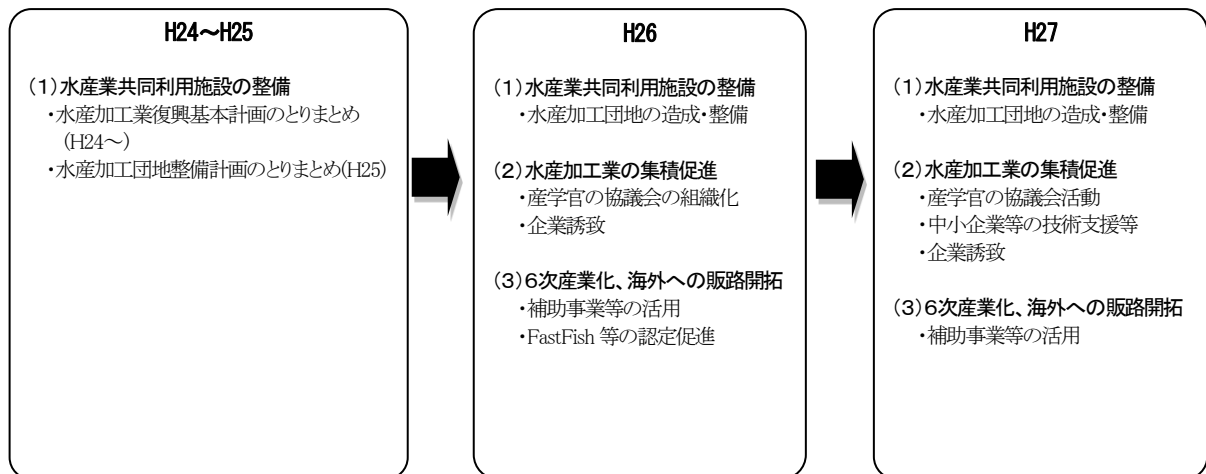 H24～H25
(1)水産業共同利用施設の整備
・水産加工業復興基本計画のとりまとめ
(H24～)
・水産加工団地整備計画のとりまとめ(H25)
H26
(1)水産業共同利用施設の整備
・水産加工団地の造成・整備
(2)水産加工業の集積促進
・産学官の協議会の組織化
・企業誘致
(3)6次産業化、海外への販路開拓
・補助事業等の活用
・FastFish 等の認定促進
H27
(1)水産業共同利用施設の整備
・水産加工団地の造成・整備
(2)水産加工業の集積促進
・産学官の協議会活動
・中小企業等の技術支援等
・企業誘致
(3)6次産業化、海外への販路開拓
・補助事業等の活用